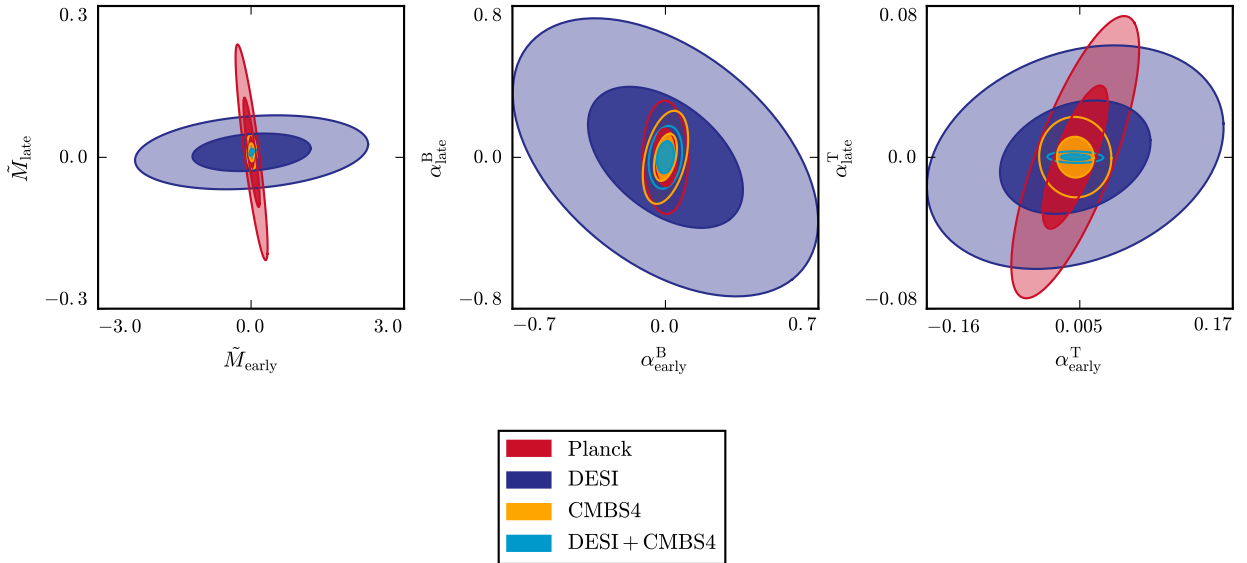 0.3
0.0
−0.3
M̃late
−3.0 0.0 3.0
M̃early
0.8
0.0
−0.8
αBlate
−0.7 0.0 0.7
αBearly
0.08
0.0
−0.08
αTlate
−0.16 0.005 0.17
αTearly
Planck
DESI
CMBS4
DESI + CMBS4